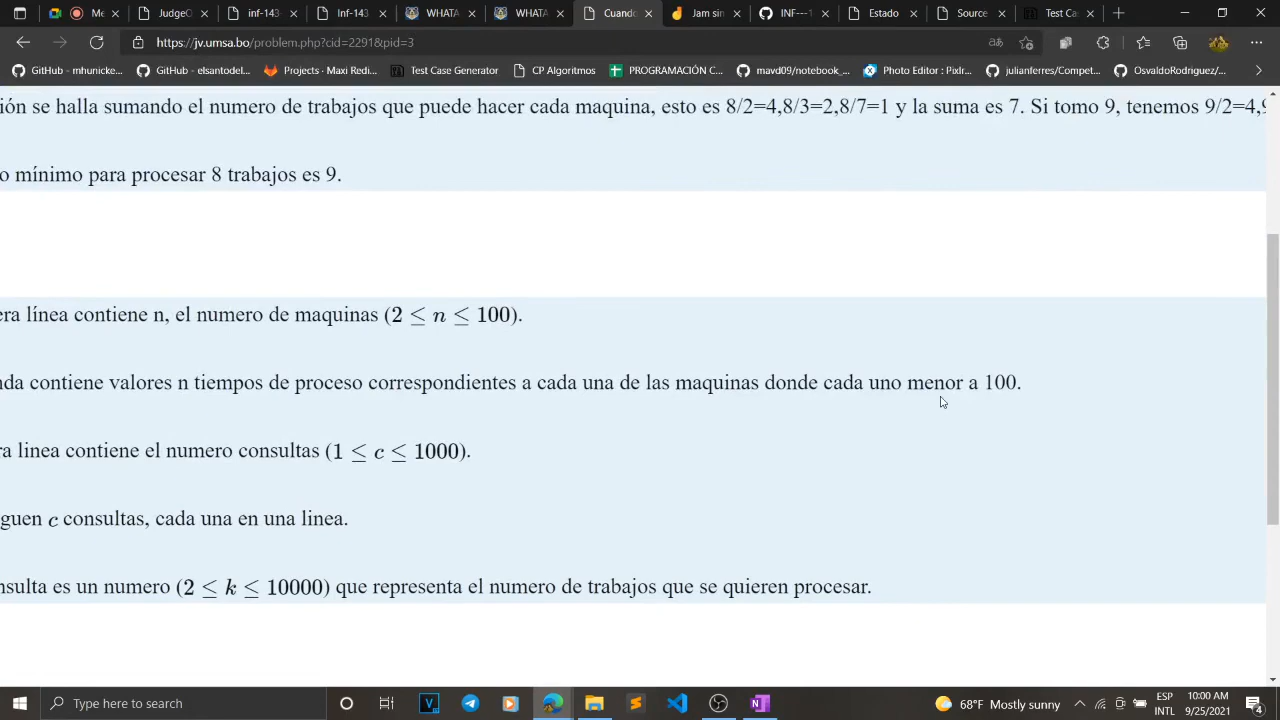 Me
JudgeO
inf-143
Inf-143
WHATA
WHATA
Cuando
Jam sin
INF---1
Estado
Source
Test Cas
https://jv.umsa.bo/problem.php?cid=2291&pid=3
GitHub - mhunicke...
GitHub - elsantodel...
Projects · Maxi Redi...
Test Case Generator
CP Algoritmos
PROGRAMACIÓN C...
mavd09/notebook_...
Photo Editor : Pixlr...
julianferres/Compet...
OsvaldoRodriguez/...
ión se halla sumando el numero de trabajos que puede hacer cada maquina, esto es 8/2=4,8/3=2,8/7=1 y la suma es 7. Si tomo 9, tenemos 9/2=4,9
o mínimo para procesar 8 trabajos es 9.
era línea contiene n, el numero de maquinas (2 ≤ n ≤ 100).
nda contiene valores n tiempos de proceso correspondientes a cada una de las maquinas donde cada uno menor a 100.
ra linea contiene el numero consultas (1 ≤ c ≤ 1000).
guen c consultas, cada una en una linea.
nsulta es un numero (2 ≤ k ≤ 10000) que representa el numero de trabajos que se quieren procesar.
Type here to search
68°F Mostly sunny
ESP
INTL
10:00 AM
9/25/2021
4